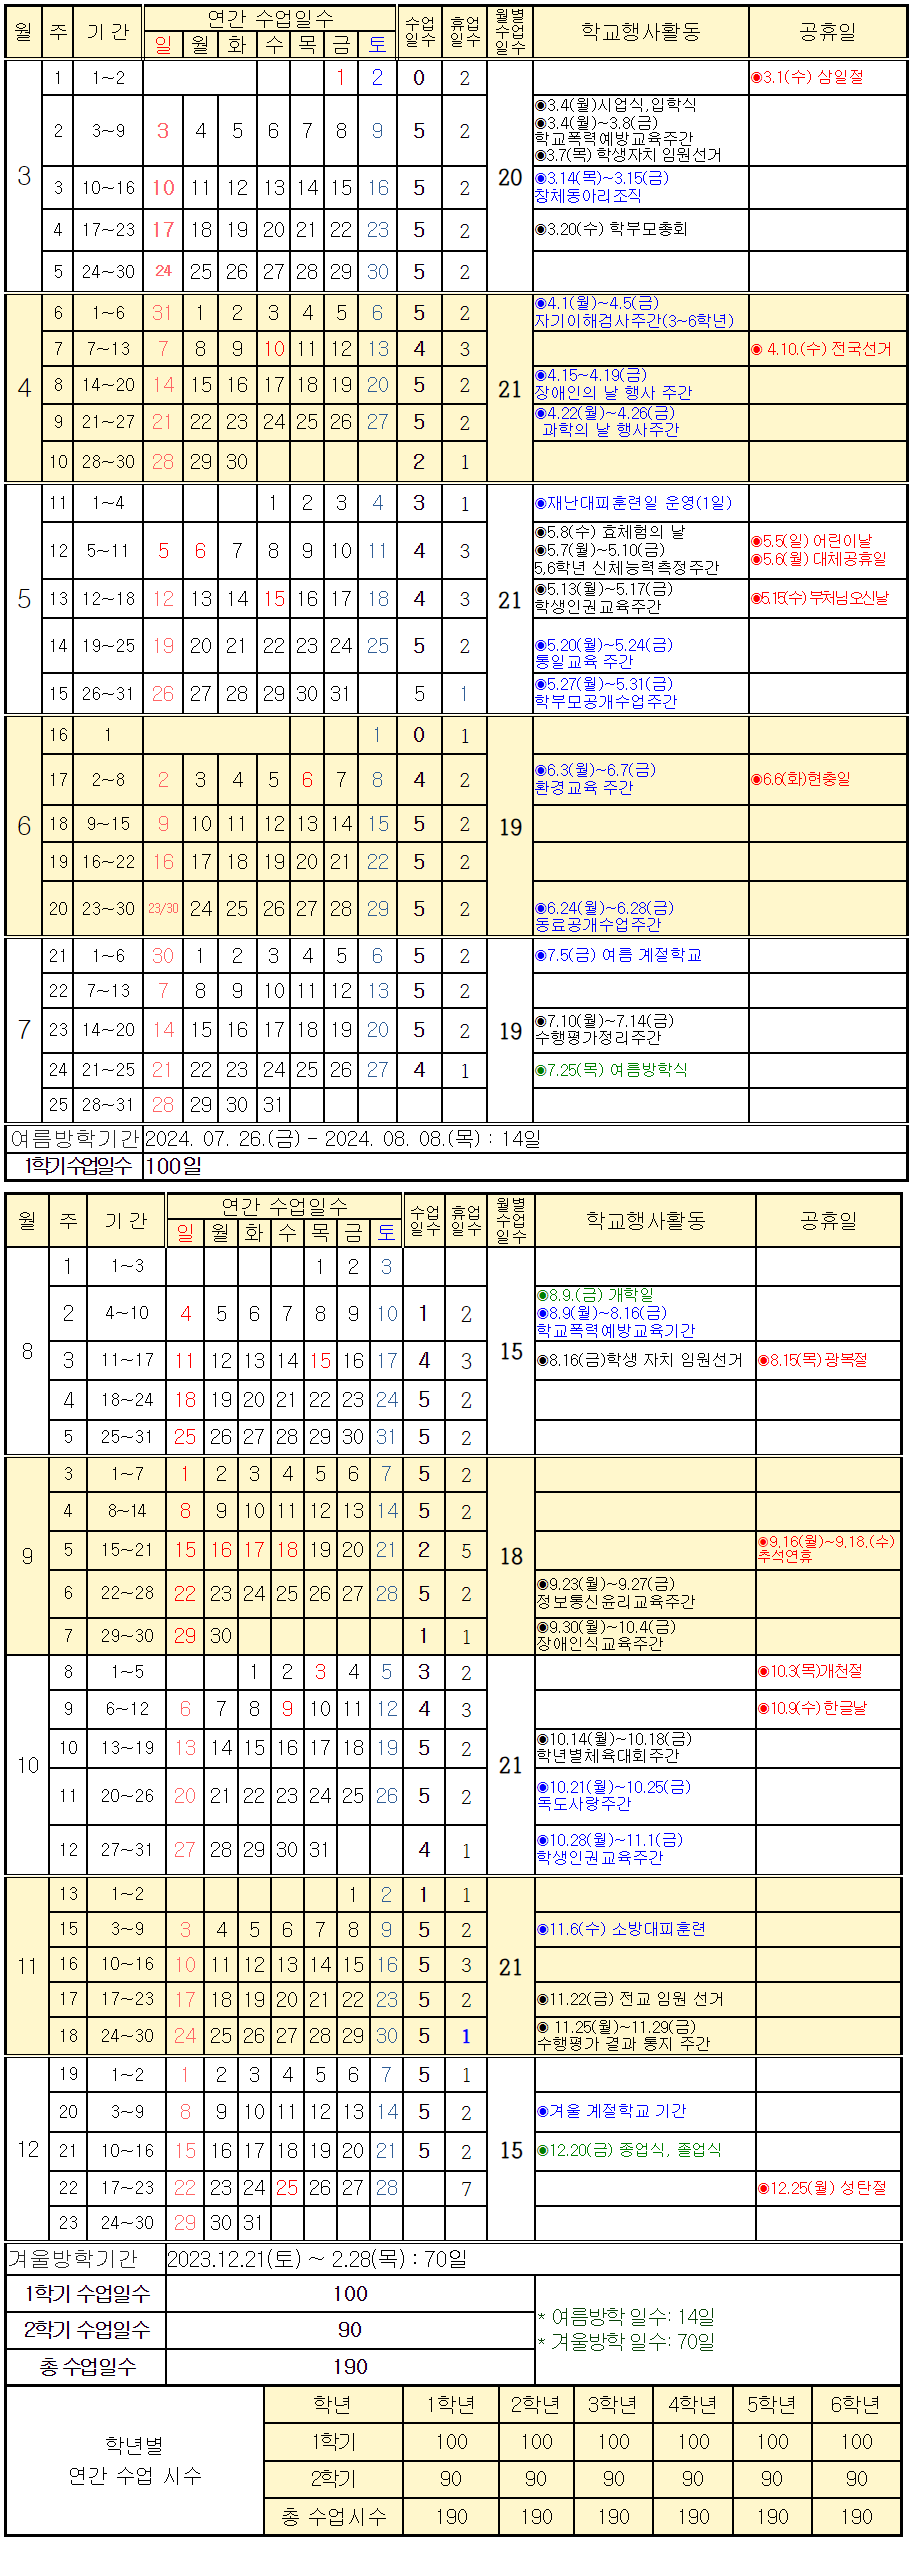 월 주 기 간 연간 수업일수 수업일수 휴업일수 월별수업일수 학교행사활동 공휴일
일 월 화 수 목 금 토
3 20
1 1~2 1 2 0 2 ◉3.1(수) 삼일절
2 3~9 3 4 5 6 7 8 9 5 2 ◉3.4(월)시업식,입학식
◉3.4(월)~3.8(금)
학교폭력예방교육주간
◉3.7(목) 학생자치 임원선거
3 10~16 10 11 12 13 14 15 16 5 2 ◉3.14(목)~3.15(금)
창체동아리조직
4 17~23 17 18 19 20 21 22 23 5 2 ◉3.20(수) 학부모총회
5 24~30 24 25 26 27 28 29 30 5 2
4 21
6 1~6 31 1 2 3 4 5 6 5 2 ◉4.1(월)~4.5(금)
자기이해검사주간(3~6학년)
7 7~13 7 8 9 10 11 12 13 4 3 ◉ 4.10.(수) 전국선거
8 14~20 14 15 16 17 18 19 20 5 2 ◉4.15~4.19(금)
장애인의 날 행사 주간
9 21~27 21 22 23 24 25 26 27 5 2 ◉4.22(월)~4.26(금)
과학의 날 행사주간
10 28~30 28 29 30 2 1
5 21
11 1~4 1 2 3 4 3 1 ◉재난대피훈련일 운영(1일)
12 5~11 5 6 7 8 9 10 11 4 3 ◉5.8(수) 효체험의 날
◉5.7(월)~5.10(금)
5,6학년 신체능력측정주간
◉5.5(일) 어린이날
◉5.6(월) 대체공휴일
13 12~18 12 13 14 15 16 17 18 4 3 ◉5.13(월)~5.17(금)
학생인권교육주간
◉5.15(수) 부처님오신날
14 19~25 19 20 21 22 23 24 25 5 2 ◉5.20(월)~5.24(금)
통일교육 주간
15 26~31 26 27 28 29 30 31 5 1 ◉5.27(월)~5.31(금)
학부모공개수업주간
6 19
16 1 1 0 1
17 2~8 2 3 4 5 6 7 8 4 2 ◉6.3(월)~6.7(금)
환경교육 주간
◉6.6(화)현충일
18 9~15 9 10 11 12 13 14 15 5 2
19 16~22 16 17 18 19 20 21 22 5 2
20 23~30 23/30 24 25 26 27 28 29 5 2 ◉6.24(월)~6.28(금)
동료공개수업주간
7 19
21 1~6 30 1 2 3 4 5 6 5 2 ◉7.5(금) 여름 계절학교
22 7~13 7 8 9 10 11 12 13 5 2
23 14~20 14 15 16 17 18 19 20 5 2 ◉7.10(월)~7.14(금)
수행평가정리주간
24 21~25 21 22 23 24 25 26 27 4 1 ◉7.25(목) 여름방학식
25 28~31 28 29 30 31
여름방학기간 2024. 07. 26.(금) - 2024. 08. 08.(목) : 14일
1학기수업일수 100일
월 주 기 간 연간 수업일수 수업일수 휴업일수 월별수업일수 학교행사활동 공휴일
일 월 화 수 목 금 토
8 15
1 1~3 1 2 3
2 4~10 4 5 6 7 8 9 10 1 2 ◉8.9.(금) 개학일
◉8.9(월)~8.16(금)
학교폭력예방교육기간
3 11~17 11 12 13 14 15 16 17 4 3 ◉8.16(금)학생 자치 임원선거 ◉8.15(목) 광복절
4 18~24 18 19 20 21 22 23 24 5 2
5 25~31 25 26 27 28 29 30 31 5 2
9 18
3 1~7 1 2 3 4 5 6 7 5 2
4 8~14 8 9 10 11 12 13 14 5 2
5 15~21 15 16 17 18 19 20 21 2 5 ◉9.16(월)~9.18.(수)
추석연휴
6 22~28 22 23 24 25 26 27 28 5 2 ◉9.23(월)~9.27(금)
정보통신윤리교육주간
7 29~30 29 30 1 1 ◉9.30(월)~10.4(금)
장애인식교육주간
10 21
8 1~5 1 2 3 4 5 3 2 ◉10.3(목)개천절
9 6~12 6 7 8 9 10 11 12 4 3 ◉10.9(수) 한글날
10 13~19 13 14 15 16 17 18 19 5 2 ◉10.14(월)~10.18(금)
학년별체육대회주간
11 20~26 20 21 22 23 24 25 26 5 2 ◉10.21(월)~10.25(금)
독도사랑주간
12 27~31 27 28 29 30 31 4 1 ◉10.28(월)~11.1(금)
학생인권교육주간
11 21
13 1~2 1 2 1 1
15 3~9 3 4 5 6 7 8 9 5 2 ◉11.6(수) 소방대피훈련
16 10~16 10 11 12 13 14 15 16 5 3
17 17~23 17 18 19 20 21 22 23 5 2 ◉11.22(금) 전교 임원 선거
18 24~30 24 25 26 27 28 29 30 5 1 ◉ 11.25(월)~11.29(금)
수행평가 결과 통지 주간
12 15
19 1~2 1 2 3 4 5 6 7 5 1
20 3~9 8 9 10 11 12 13 14 5 2 ◉겨울 계절학교 기간
21 10~16 15 16 17 18 19 20 21 5 2 ◉12.20(금) 종업식, 졸업식
22 17~23 22 23 24 25 26 27 28 7 ◉12.25(월) 성탄절
23 24~30 29 30 31
겨울방학기간 2023.12.21(토) ~ 2.28(목) : 70일
1학기 수업일수 100
2학기 수업일수 90
총 수업일수 190
* 여름방학 일수: 14일
* 겨울방학 일수: 70일
학년별
연간 수업 시수
학년 1학년 2학년 3학년 4학년 5학년 6학년
1학기 100 100 100 100 100 100
2학기 90 90 90 90 90 90
총 수업시수 190 190 190 190 190 190